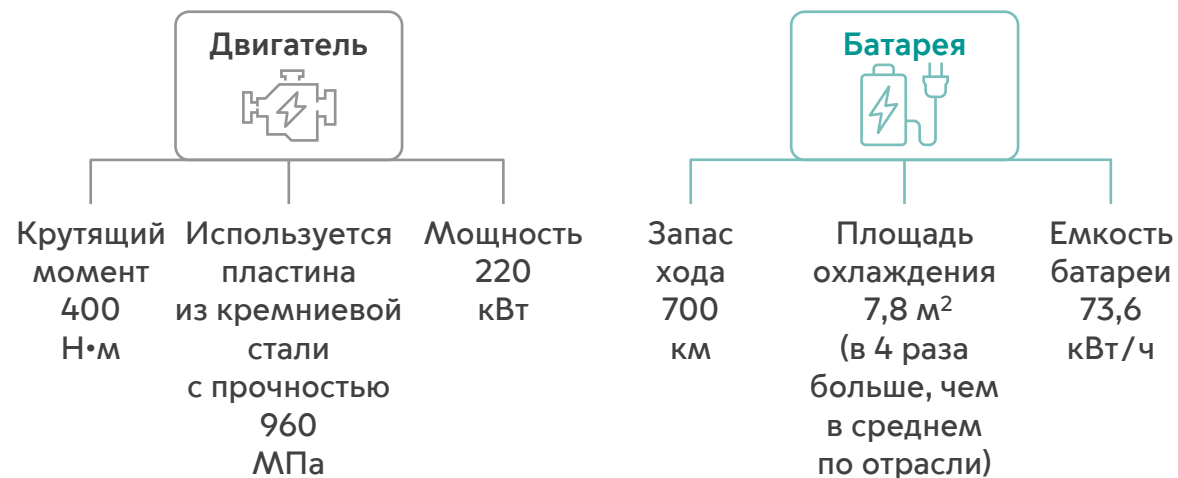 Двигатель
Крутящий
момент
400
Н•м
Используется
пластина
из кремниевой
стали
с прочностью
960
МПа
Мощность
220
кВт
Батарея
Запас
хода
700
км
Площадь
охлаждения
7,8 м²
(в 4 раза
больше, чем
в среднем
по отрасли)
Емкость
батареи
73,6
кВт/ч